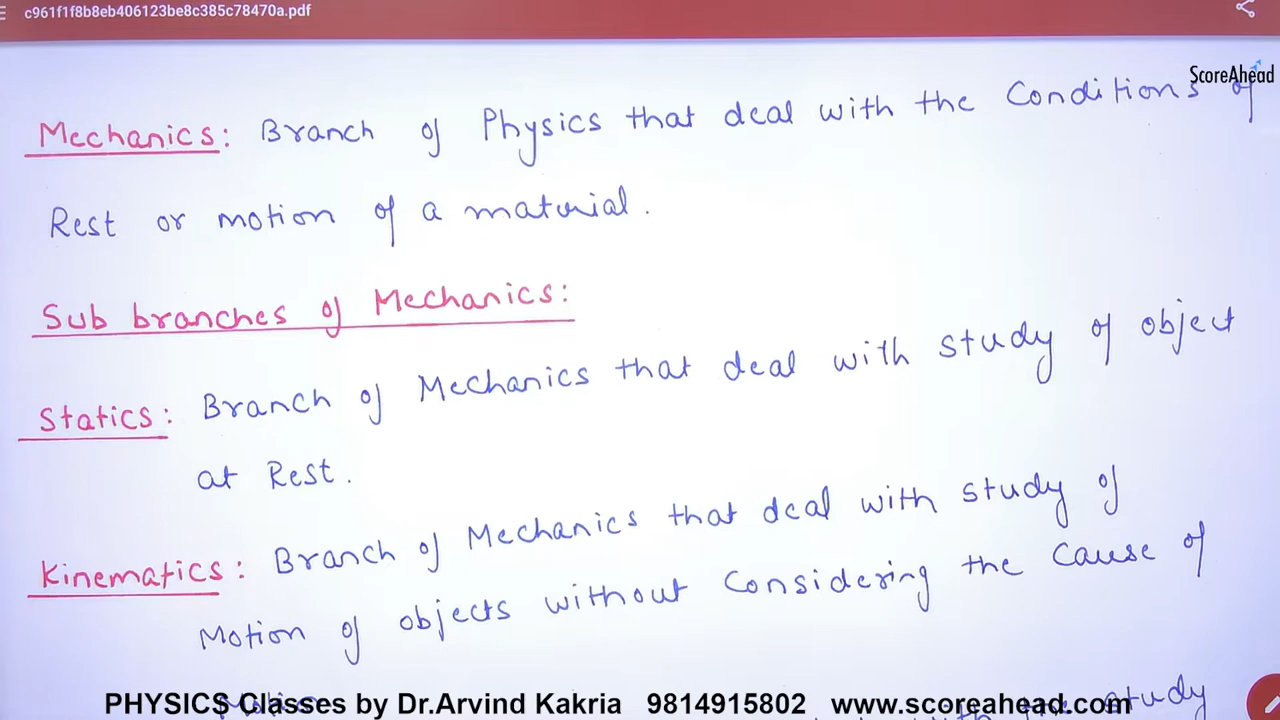 c961f1f8b8eb406123be8c385c78470a.pdf
ScoreAhead
Mechanics: Branch of Physics that deal with the Conditions of
Rest or motion of a material.
Sub branches of Mechanics:
Statics: Branch of Mechanics that deal with study of object
at Rest.
Kinematics: Branch of Mechanics that deal with study of
Motion of objects without Considering the Cause of
study
PHYSICS Classes by Dr.Arvind Kakria 9814915802 www.scoreahead.com